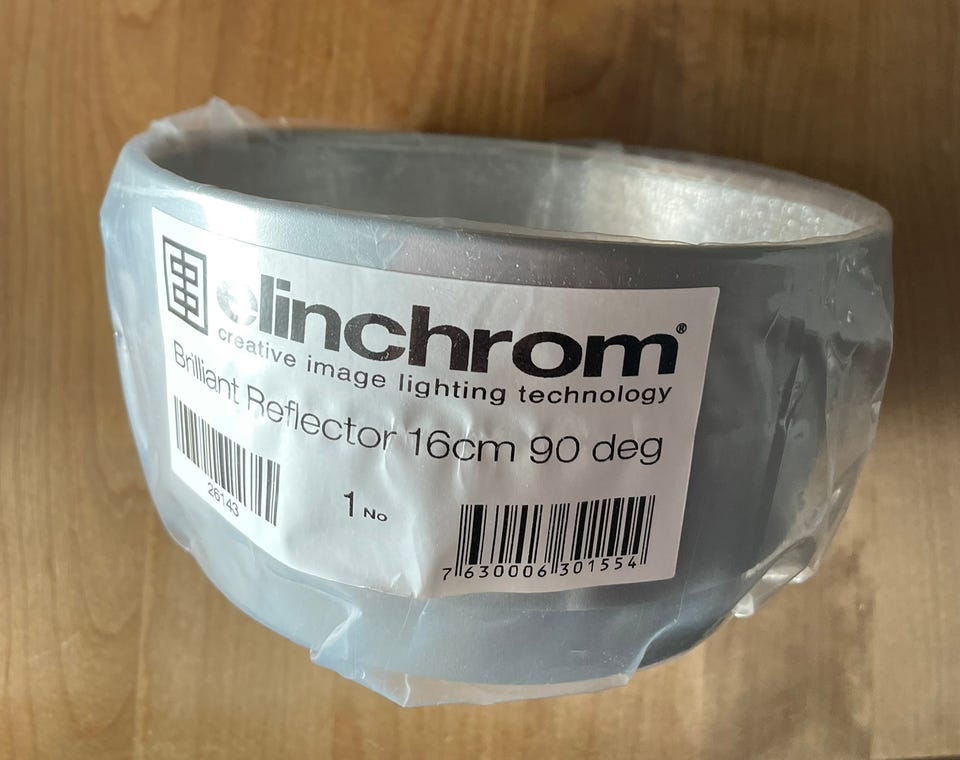 elinchrom®
creative image lighting technology
Brilliant Reflector 16cm 90 deg
26143
1 No
7 630006 301554